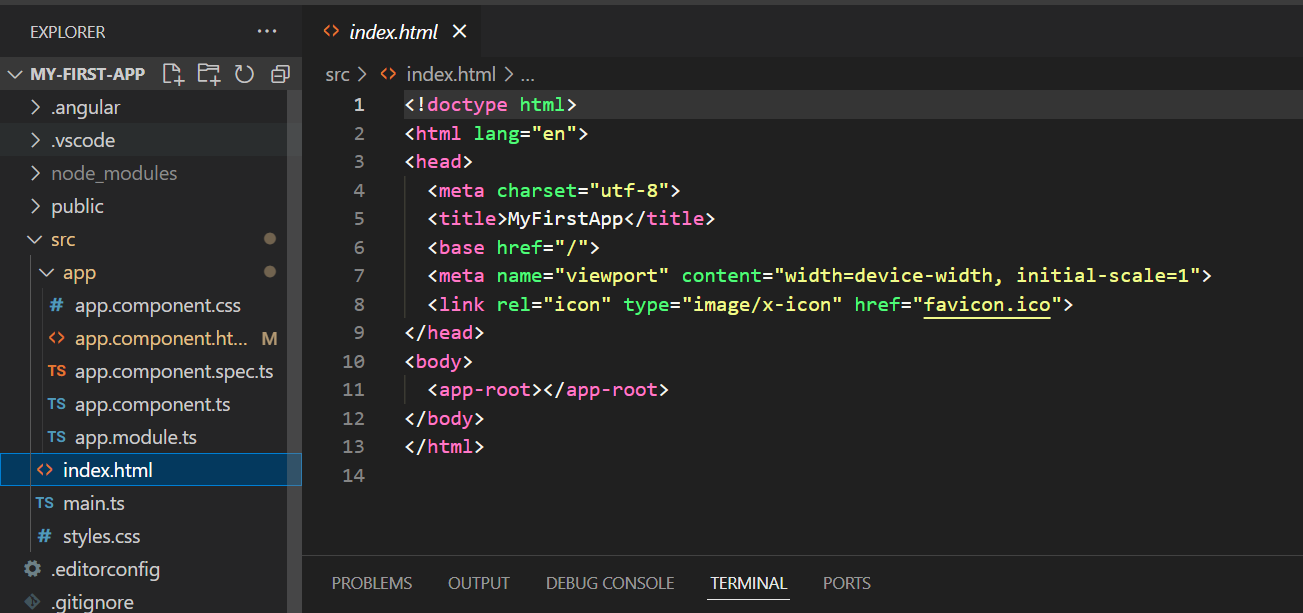 EXPLORER
MY-FIRST-APP
.angular
.vscode
node_modules
public
src
app
# app.component.css
<> app.component.ht... M
TS app.component.spec.ts
TS app.component.ts
TS app.module.ts
<> index.html
TS main.ts
# styles.css
.editorconfig
.gitignore
<> index.html
src > <> index.html > ...
1 <!doctype html>
2 <html lang="en">
3 <head>
4   <meta charset="utf-8">
5   <title>MyFirstApp</title>
6   <base href="/">
7   <meta name="viewport" content="width=device-width, initial-scale=1">
8   <link rel="icon" type="image/x-icon" href="favicon.ico">
9 </head>
10 <body>
11   <app-root></app-root>
12 </body>
13 </html>
14
PROBLEMS OUTPUT DEBUG CONSOLE TERMINAL PORTS